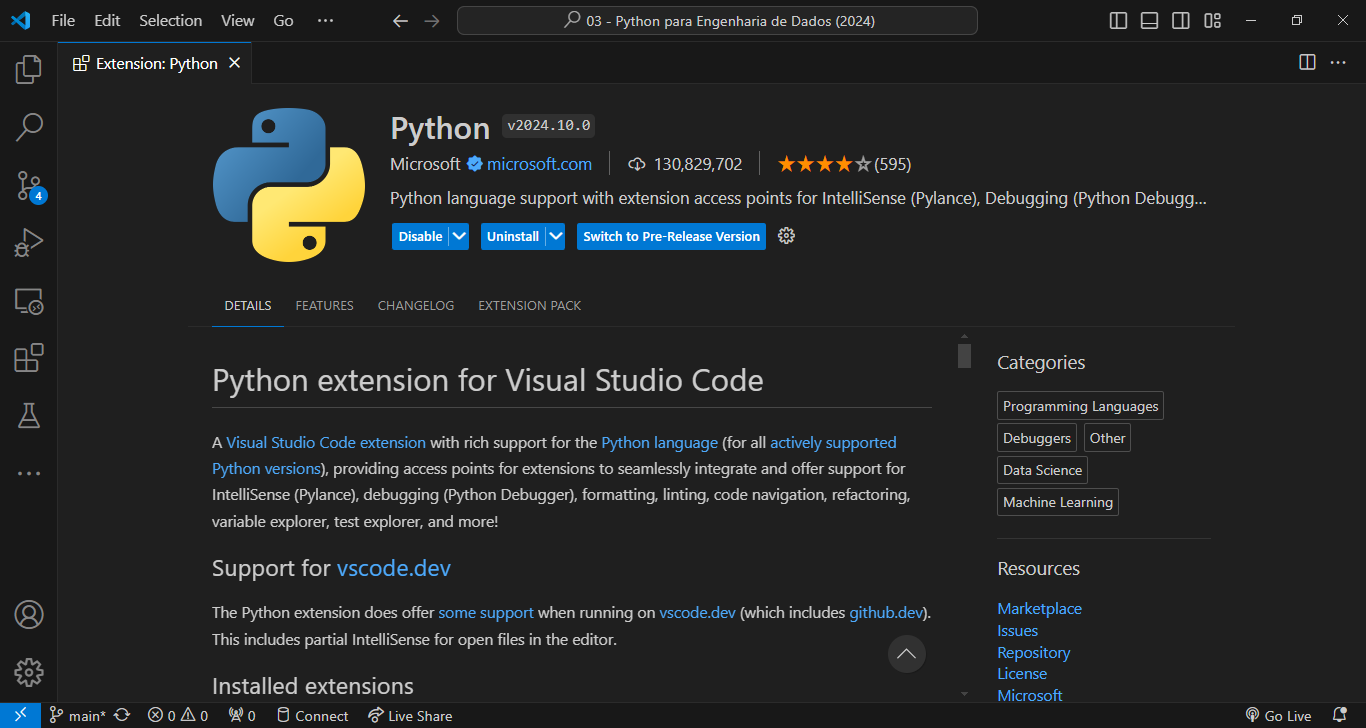 File Edit Selection View Go ··· 03 - Python para Engenharia de Dados (2024)
Extension: Python
Python v2024.10.0
Microsoft microsoft.com 130,829,702 (595)
Python language support with extension access points for IntelliSense (Pylance), Debugging (Python Debugg...
Disable Uninstall Switch to Pre-Release Version
4
DETAILS FEATURES CHANGELOG EXTENSION PACK
Python extension for Visual Studio Code
A Visual Studio Code extension with rich support for the Python language (for all actively supported
Python versions), providing access points for extensions to seamlessly integrate and offer support for
IntelliSense (Pylance), debugging (Python Debugger), formatting, linting, code navigation, refactoring,
variable explorer, test explorer, and more!
Support for vscode.dev
The Python extension does offer some support when running on vscode.dev (which includes github.dev).
This includes partial IntelliSense for open files in the editor.
Installed extensions
Categories
Programming Languages
Debuggers Other
Data Science
Machine Learning
Resources
Marketplace
Issues
Repository
License
Microsoft
main* 0 0 0 Connect Live Share Go Live